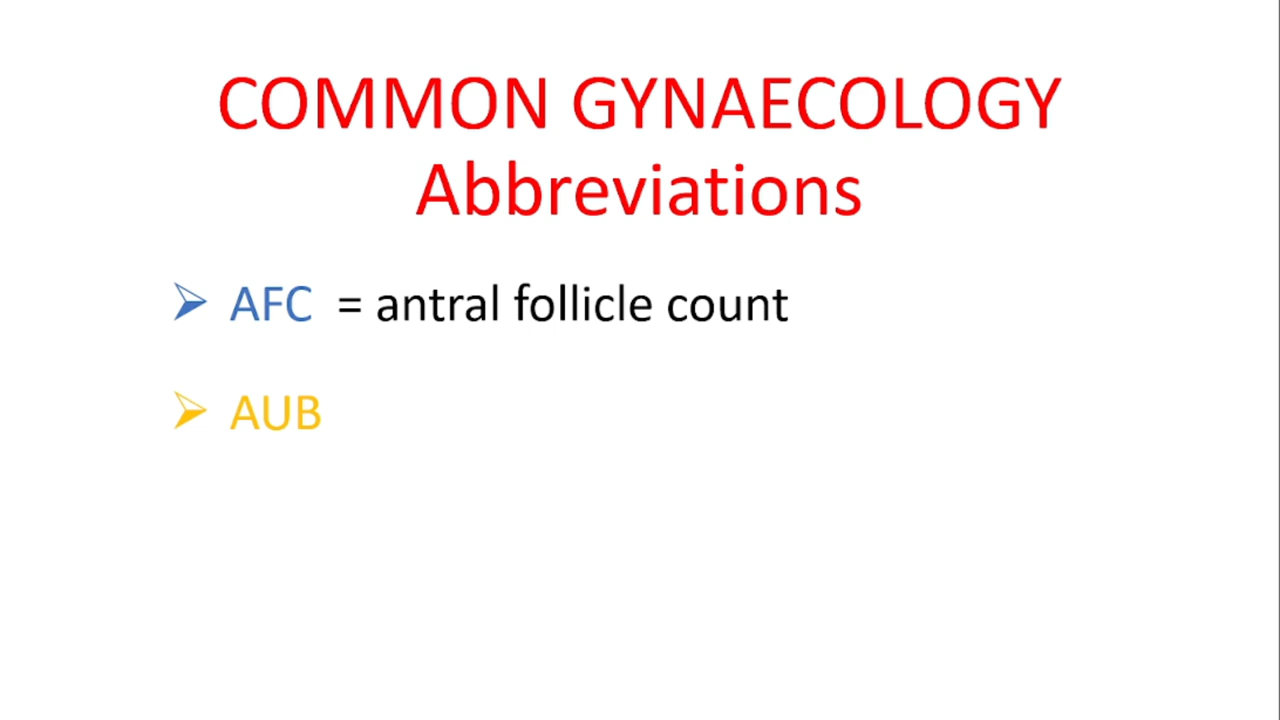 COMMON GYNAECOLOGY
Abbreviations
➢ AFC = antral follicle count
➢ AUB